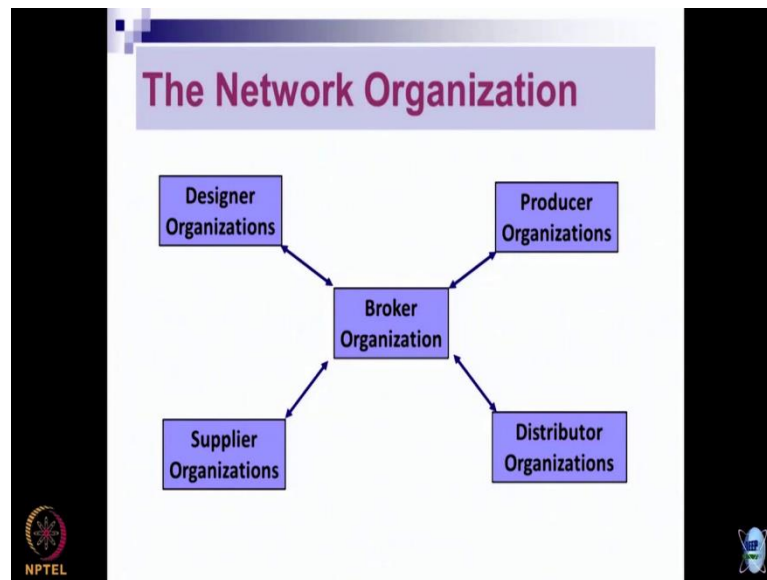 The Network Organization
Designer
Organizations
Producer
Organizations
Broker
Organization
Supplier
Organizations
Distributor
Organizations
NPTEL